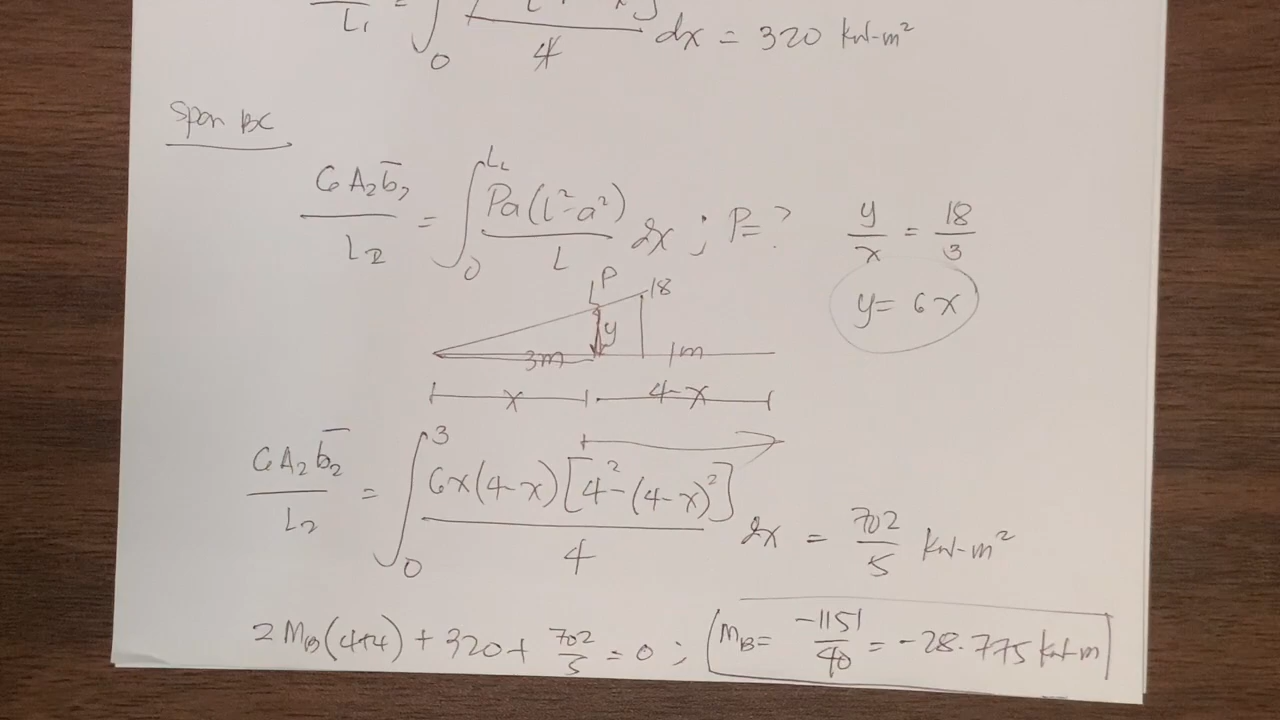 6A₂b̄₂/L₂ = ∫₀^L₂ Pa(L²-a²)/L dx ; P=? y/x = 18/3
L₁ = ∫₀ /4 dx = 320 kN-m²
Span BC
y = 6x
P 18
y
3m 1m
x 4-x
6A₂b̄₂/L₂ = ∫₀³ 6x(4-x)[4²-(4-x)²]/4 dx = 702/5 kN-m²
2M_B(4+4) + 320 + 702/5 = 0 ; M_B = -1151/40 = -28.775 kN-m